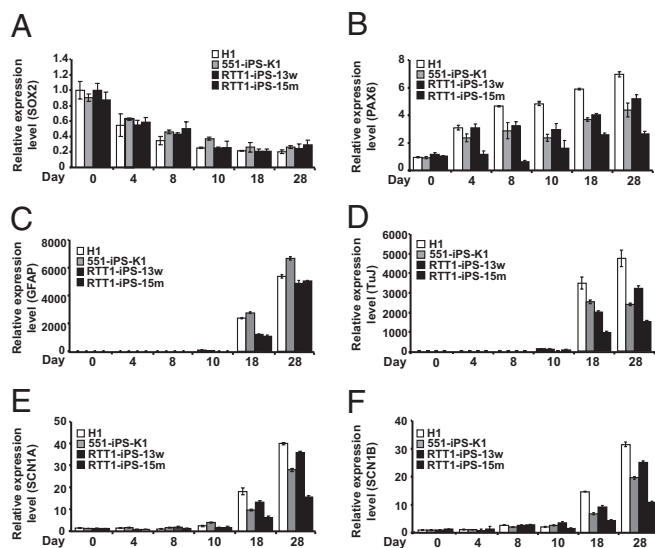 A
Relative expression
level (SOX2)
1.4
1.2
1.0
0.8
0.6
0.4
0.2
0
H1
551-iPS-K1
RTT1-iPS-13w
RTT1-iPS-15m
Day 0 4 8 10 18 28
B
Relative expression
level (PAX6)
8
6
4
2
0
H1
551-iPS-K1
RTT1-iPS-13w
RTT1-iPS-15m
Day 0 4 8 10 18 28
C
Relative expression
level (GFAP)
8000
6000
4000
2000
0
H1
551-iPS-K1
RTT1-iPS-13w
RTT1-iPS-15m
Day 0 4 8 10 18 28
D
Relative expression
level (TuJ)
6000
5000
4000
3000
2000
1000
0
H1
551-iPS-K1
RTT1-iPS-13w
RTT1-iPS-15m
Day 0 4 8 10 18 28
E
Relative expression
level (SCN1A)
50
40
30
20
10
0
H1
551-iPS-K1
RTT1-iPS-13w
RTT1-iPS-15m
Day 0 4 8 10 18 28
F
Relative expression
level (SCN1B)
40
30
20
10
0
H1
551-iPS-K1
RTT1-iPS-13w
RTT1-iPS-15m
Day 0 4 8 10 18 28